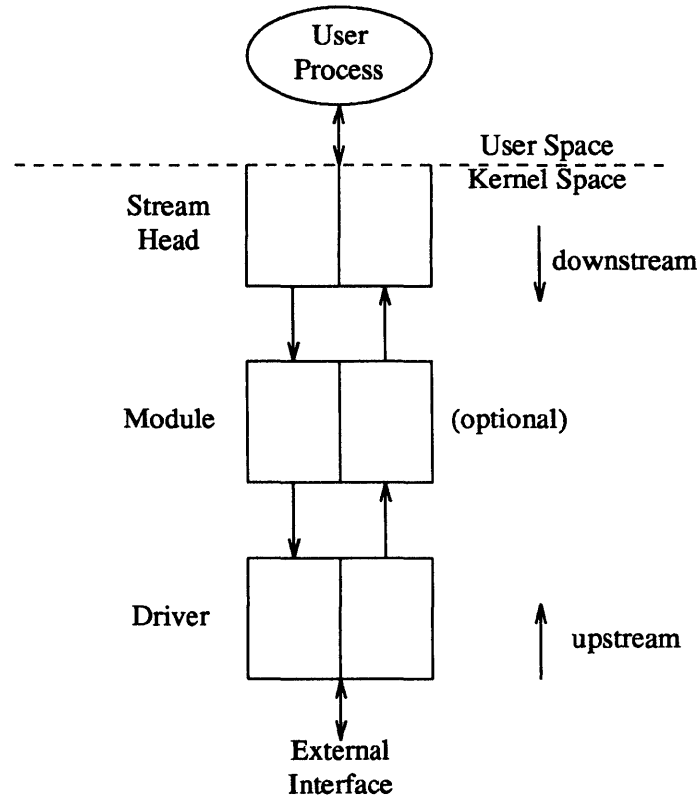 User
Process
User Space
Kernel Space
Stream
Head
downstream
Module
(optional)
Driver
upstream
External
Interface